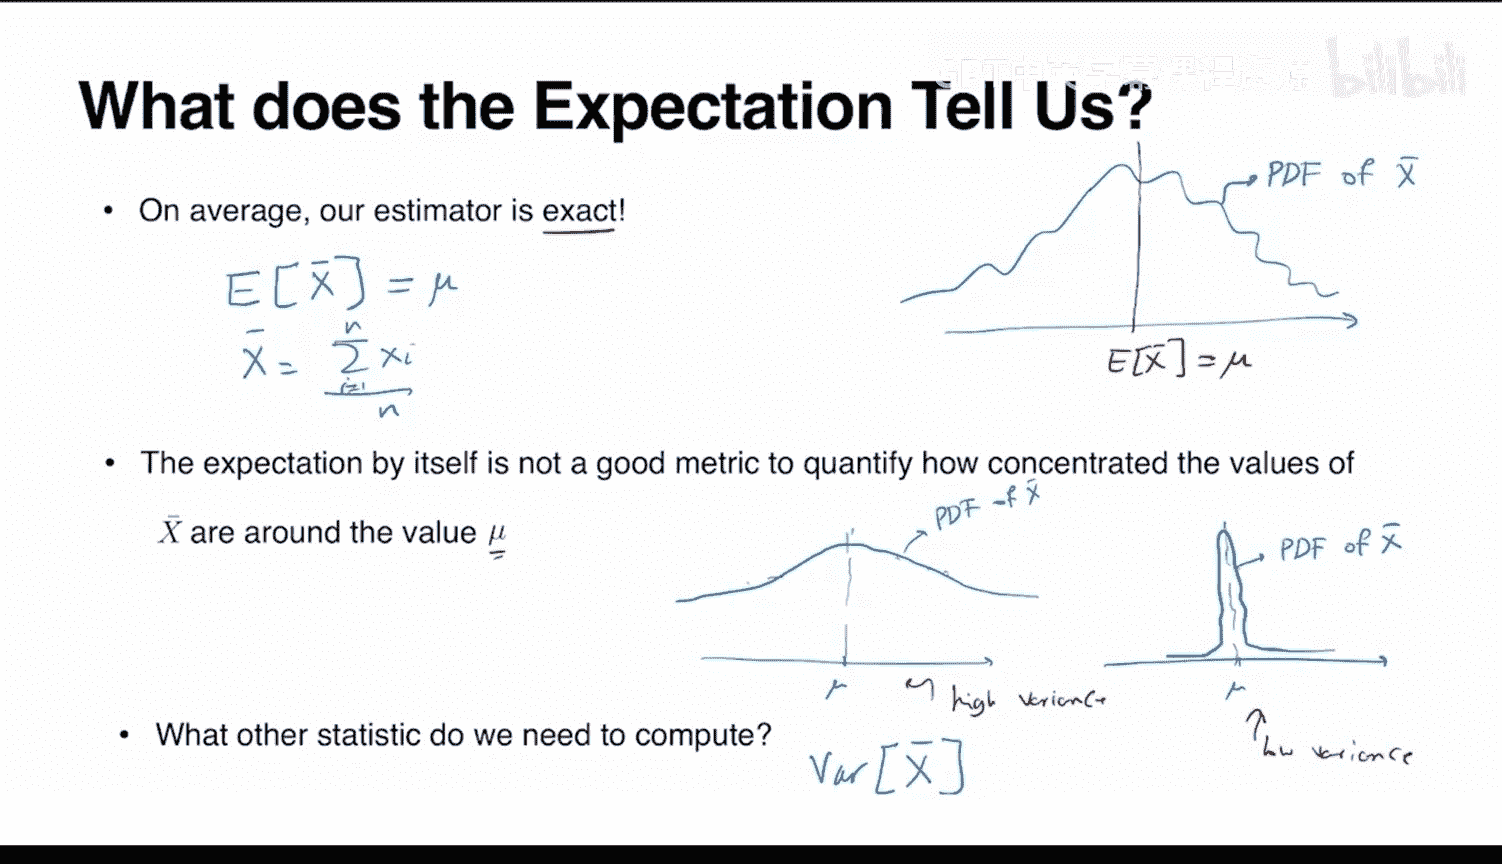 What does the Expectation Tell Us?
bilibili
PDF of X̄
• On average, our estimator is exact!
E[X̄] = μ
X̄ = n Σ i=1 xi / n
E[X̄] = μ
• The expectation by itself is not a good metric to quantify how concentrated the values of
X̄ are around the value μ
PDF of X̄
PDF of X̄
μ
high variance
μ
low variance
• What other statistic do we need to compute?
Var[X̄]